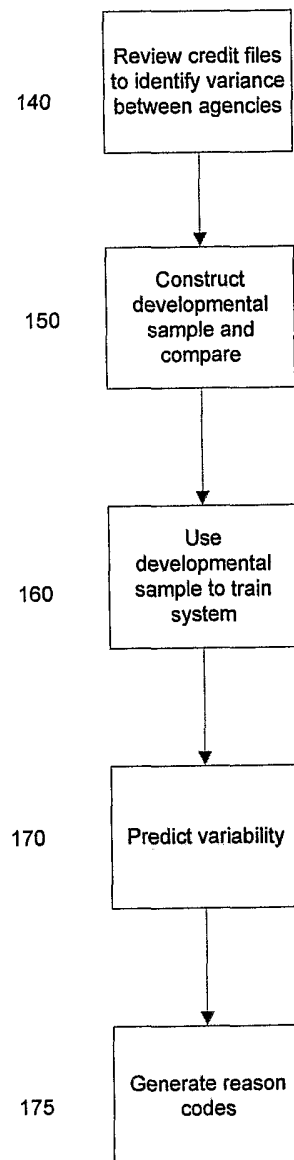 140
Review credit files
to identify variance
between agencies
150
Construct
developmental
sample and
compare
160
Use
developmental
sample to train
system
170
Predict variability
175
Generate reason
codes